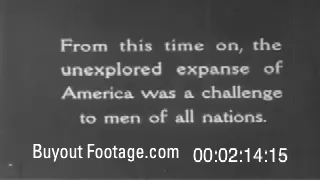 From this time on, the
unexplored expanse of
America was a challenge
to men of all nations.
Buyout Footage.com 00:02:14:15